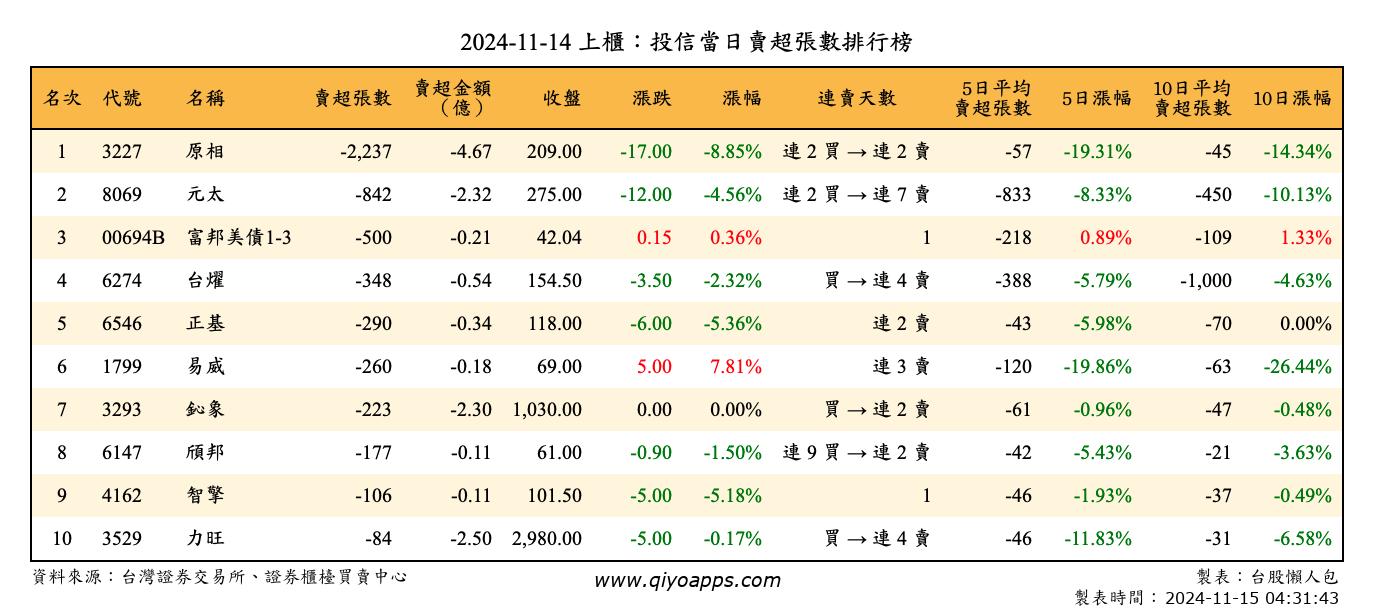 2024-11-14 上櫃：投信當日賣超張數排行榜
名次 代號 名稱 賣超張數 賣超金額（億） 收盤 漲跌 漲幅 連賣天數 5日平均賣超張數 5日漲幅 10日平均賣超張數 10日漲幅
1 3227 原相 -2,237 -4.67 209.00 -17.00 -8.85% 連 2 買 → 連 2 賣 -57 -19.31% -45 -14.34%
2 8069 元太 -842 -2.32 275.00 -12.00 -4.56% 連 2 買 → 連 7 賣 -833 -8.33% -450 -10.13%
3 00694B 富邦美債1-3 -500 -0.21 42.04 0.15 0.36% 1 -218 0.89% -109 1.33%
4 6274 台燿 -348 -0.54 154.50 -3.50 -2.32% 買 → 連 4 賣 -388 -5.79% -1,000 -4.63%
5 6546 正基 -290 -0.34 118.00 -6.00 -5.36% 連 2 賣 -43 -5.98% -70 0.00%
6 1799 易威 -260 -0.18 69.00 5.00 7.81% 連 3 賣 -120 -19.86% -63 -26.44%
7 3293 鈊象 -223 -2.30 1,030.00 0.00 0.00% 買 → 連 2 賣 -61 -0.96% -47 -0.48%
8 6147 頎邦 -177 -0.11 61.00 -0.90 -1.50% 連 9 買 → 連 2 賣 -42 -5.43% -21 -3.63%
9 4162 智擎 -106 -0.11 101.50 -5.00 -5.18% 1 -46 -1.93% -37 -0.49%
10 3529 力旺 -84 -2.50 2,980.00 -5.00 -0.17% 買 → 連 4 賣 -46 -11.83% -31 -6.58%
資料來源：台灣證券交易所、證券櫃檯買賣中心 www.qiyoapps.com 製表：台股懶人包
製表時間：2024-11-15 04:31:43